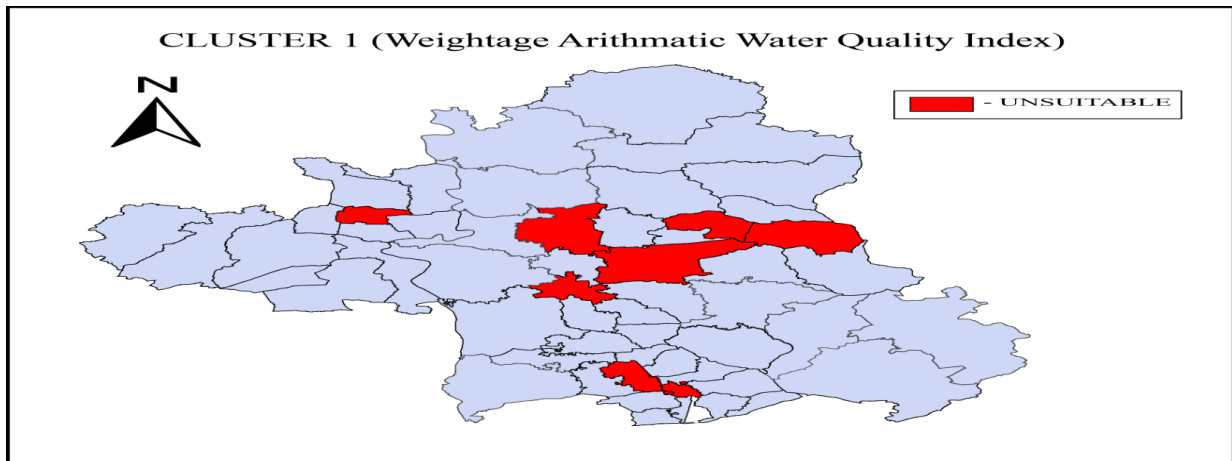 CLUSTER 1 (Weightage Arithmatic Water Quality Index)
N
- UNSUITABLE